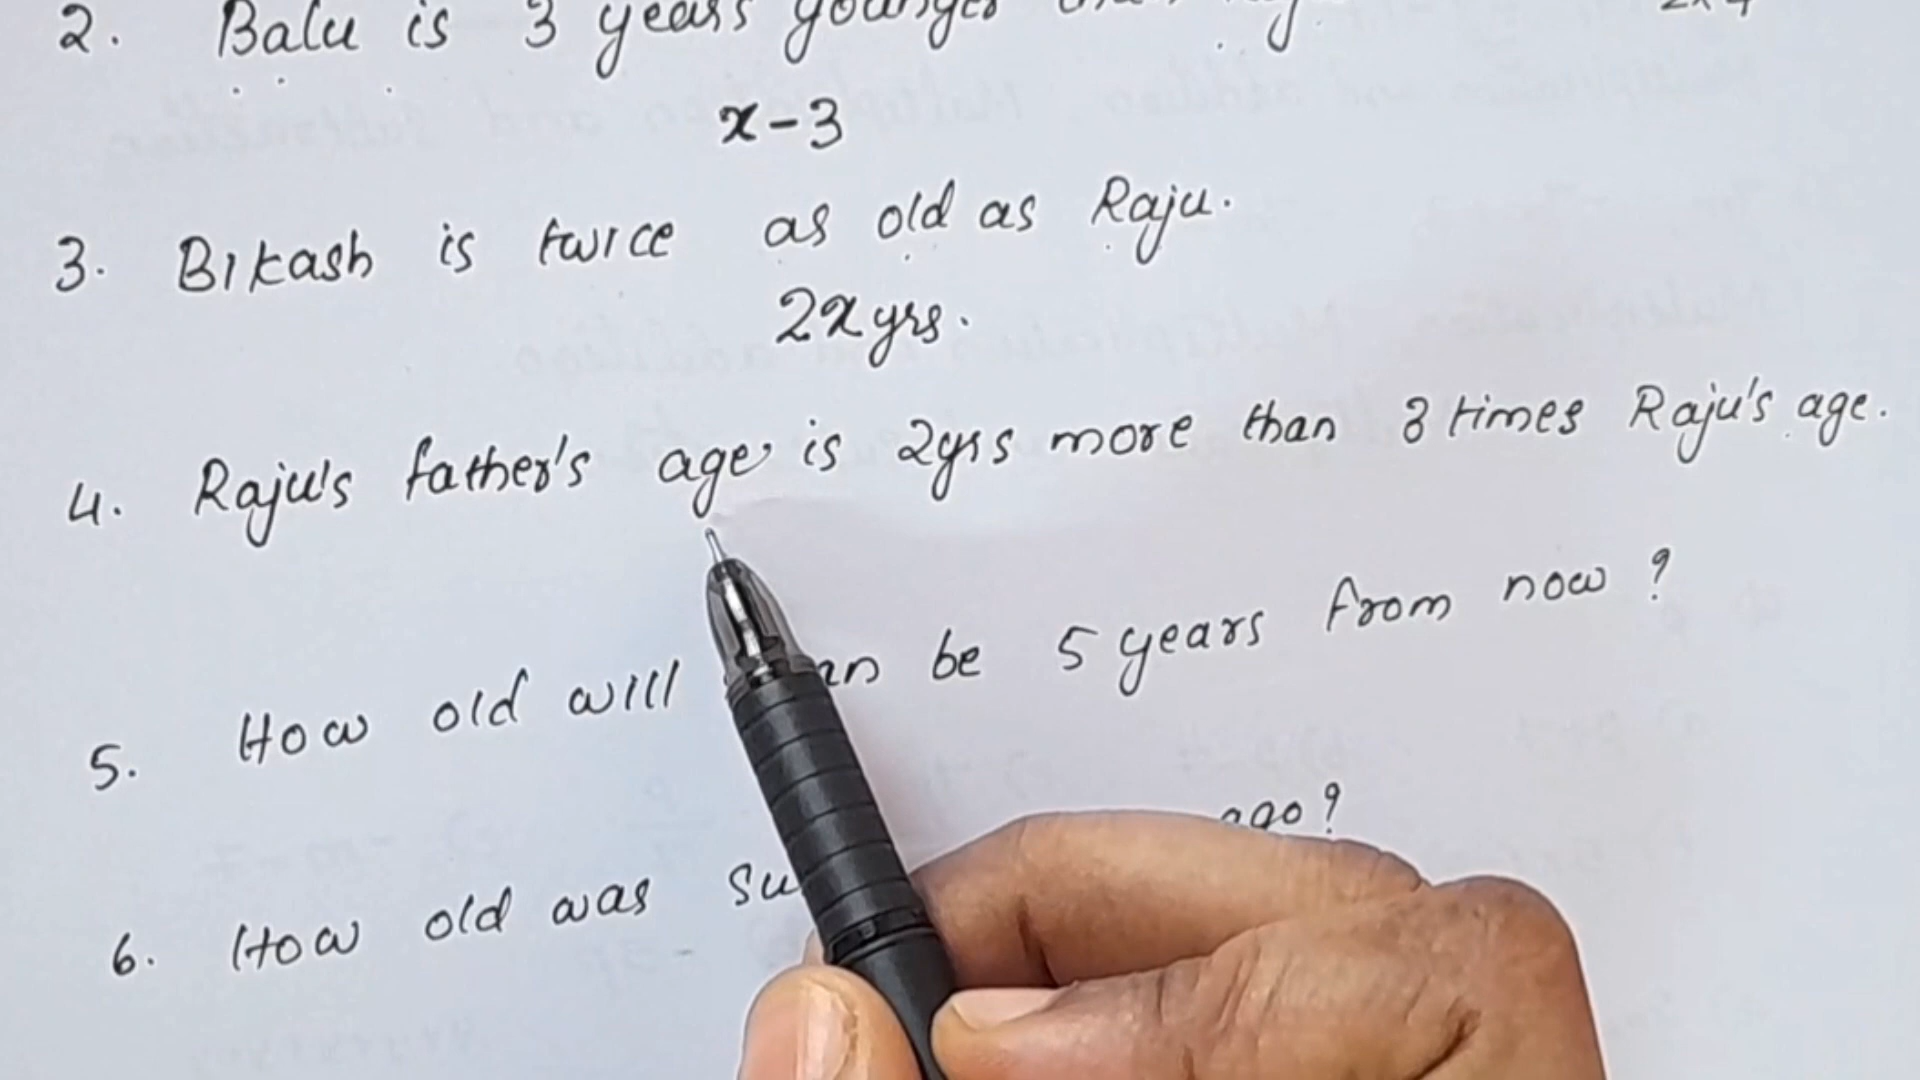 2. Balu is 3 years younger
x-3
3. Bikash is twice as old as Raju.
2x yrs.
4. Raju's father's age is 2yrs more than 3 times Raju's age.
5. How old will be 5 years from now?
6. How old was ago?